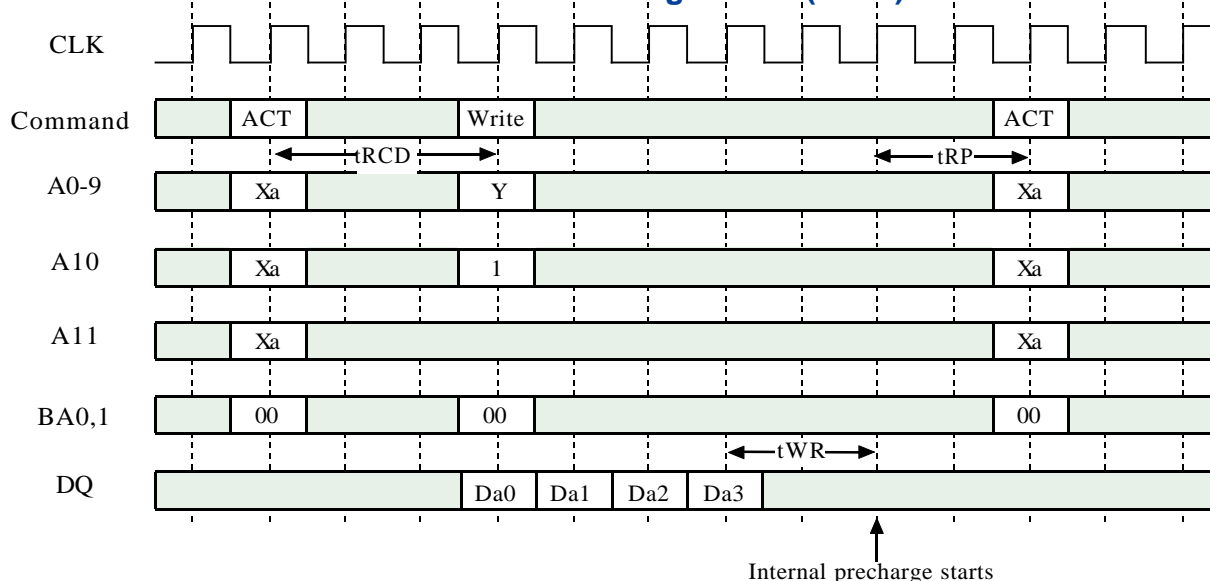 CLK
Command ACT Write ACT
tRCD tRP
A0-9 Xa Y Xa
A10 Xa 1 Xa
A11 Xa Xa
BA0,1 00 00 00
tWR
DQ Da0 Da1 Da2 Da3
Internal precharge starts